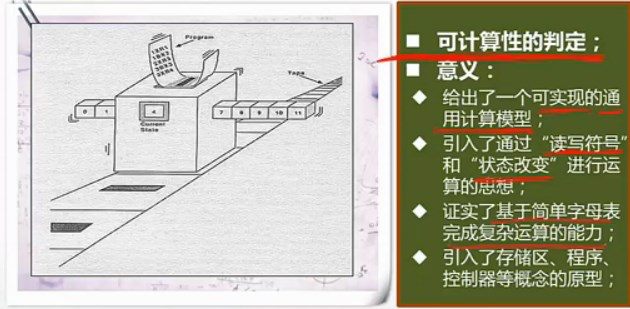 Program
Tape
0 1 4 7 8 9 10 11
Current
State
可计算性的判定；
意义：
给出了一个可实现的通
用计算模型；
引入了通过“读写符号”
和“状态改变”进行运
算的思想；
证实了基于简单字母表
完成复杂运算的能力；
引入了存储区、程序、
控制器等概念的原型；